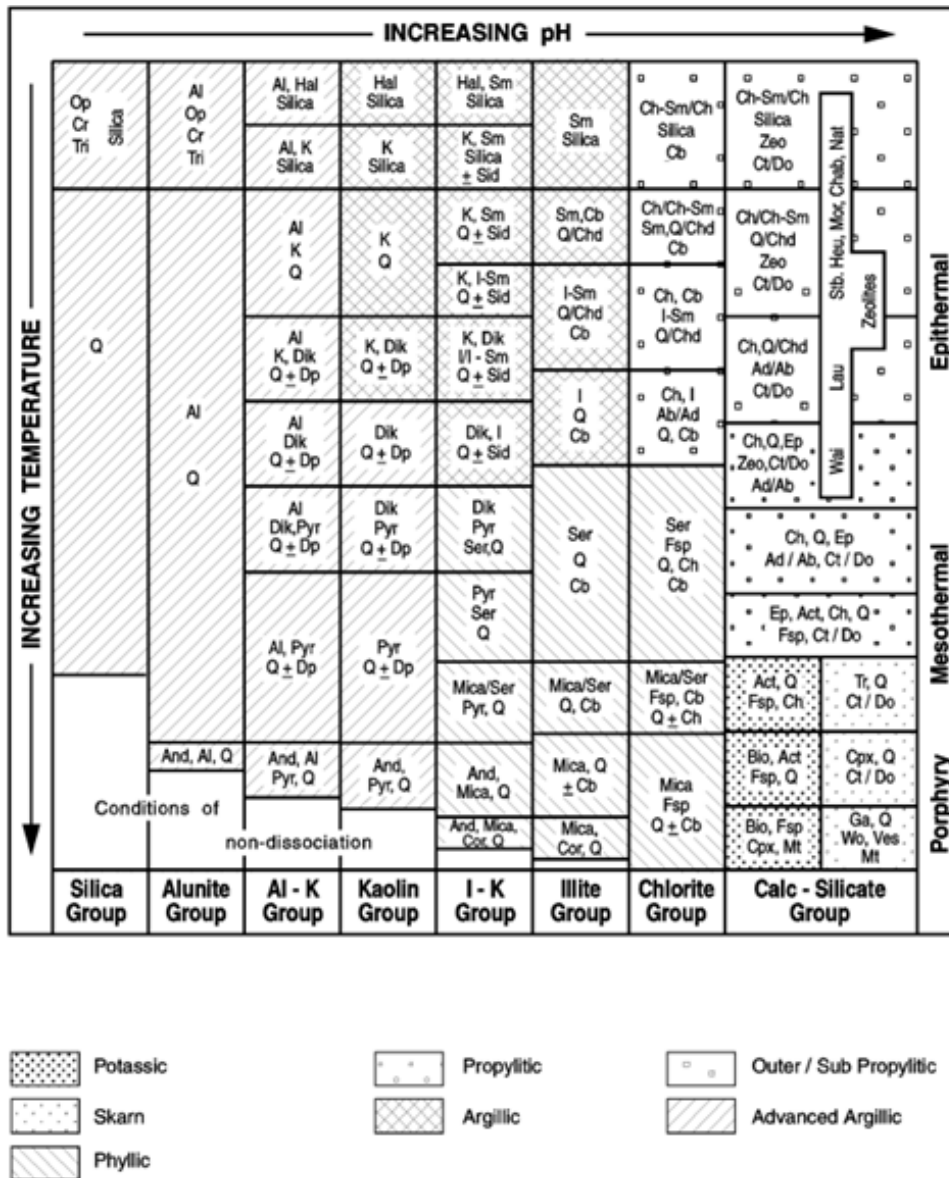 INCREASING pH
INCREASING TEMPERATURE
Op
Cr
Tri
Silica
Al
Op
Cr
Tri
Al, Hal
Silica
Hal
Silica
Hal, Sm
Silica
Sm
Silica
Ch-Sm/Ch
Silica
Cb
Ch-Sm/Ch
Silica
Zeo
Ct/Do
Al, K
Silica
K
Silica
K, Sm
Silica
± Sid
Q
Al
Q
Al
K
Q
K
Q
K, Sm
Q ± Sid
Sm,Cb
Q/Chd
Ch/Ch-Sm
Sm,Q/Chd
Cb
Ch/Ch-Sm
Q/Chd
Zeo
Ct/Do
K, I-Sm
Q ± Sid
I-Sm
Q/Chd
Cb
Ch, Cb
I-Sm
Q/Chd
Al
K, Dik
Q ± Dp
K, Dik
Q ± Dp
K, Dik
I/I - Sm
Q ± Sid
Ch,Q/Chd
Ad/Ab
Ct/Do
I
Q
Cb
Ch, I
Ab/Ad
Q, Cb
Al
Dik
Q ± Dp
Dik
Q ± Dp
Dik, I
Q ± Sid
Ch,Q,Ep
Zeo,Ct/Do
Ad/Ab
Stb. Heu, Mor, Chab, Nat
Lau
Wai
Zeolites
Al
Dik,Pyr
Q ± Dp
Dik
Pyr
Q ± Dp
Dik
Pyr
Ser,Q
Ser
Q
Cb
Ser
Fsp
Q, Ch
Cb
Ch, Q, Ep
Ad / Ab, Ct / Do
Al, Pyr
Q ± Dp
Pyr
Q ± Dp
Pyr
Ser
Q
Ep, Act, Ch, Q
Fsp, Ct / Do
Mica/Ser
Pyr, Q
Mica/Ser
Q, Cb
Mica/Ser
Fsp, Cb
Q ± Ch
Act, Q
Fsp, Ch
Tr, Q
Ct / Do
And, Al, Q
And, Al
Pyr, Q
And,
Pyr, Q
And,
Mica, Q
Mica, Q
± Cb
Mica
Fsp
Q ± Cb
Bio, Act
Fsp, Q
Cpx, Q
Ct / Do
Conditions of
non-dissociation
And, Mica,
Cor, Q
Mica,
Cor, Q
Bio, Fsp
Cpx, Mt
Ga, Q
Wo, Ves
Mt
Epithermal
Mesothermal
Porphyry
Silica
Group
Alunite
Group
Al - K
Group
Kaolin
Group
I - K
Group
Illite
Group
Chlorite
Group
Calc - Silicate
Group
Potassic
Propylitic
Outer / Sub Propylitic
Skarn
Argillic
Advanced Argillic
Phyllic